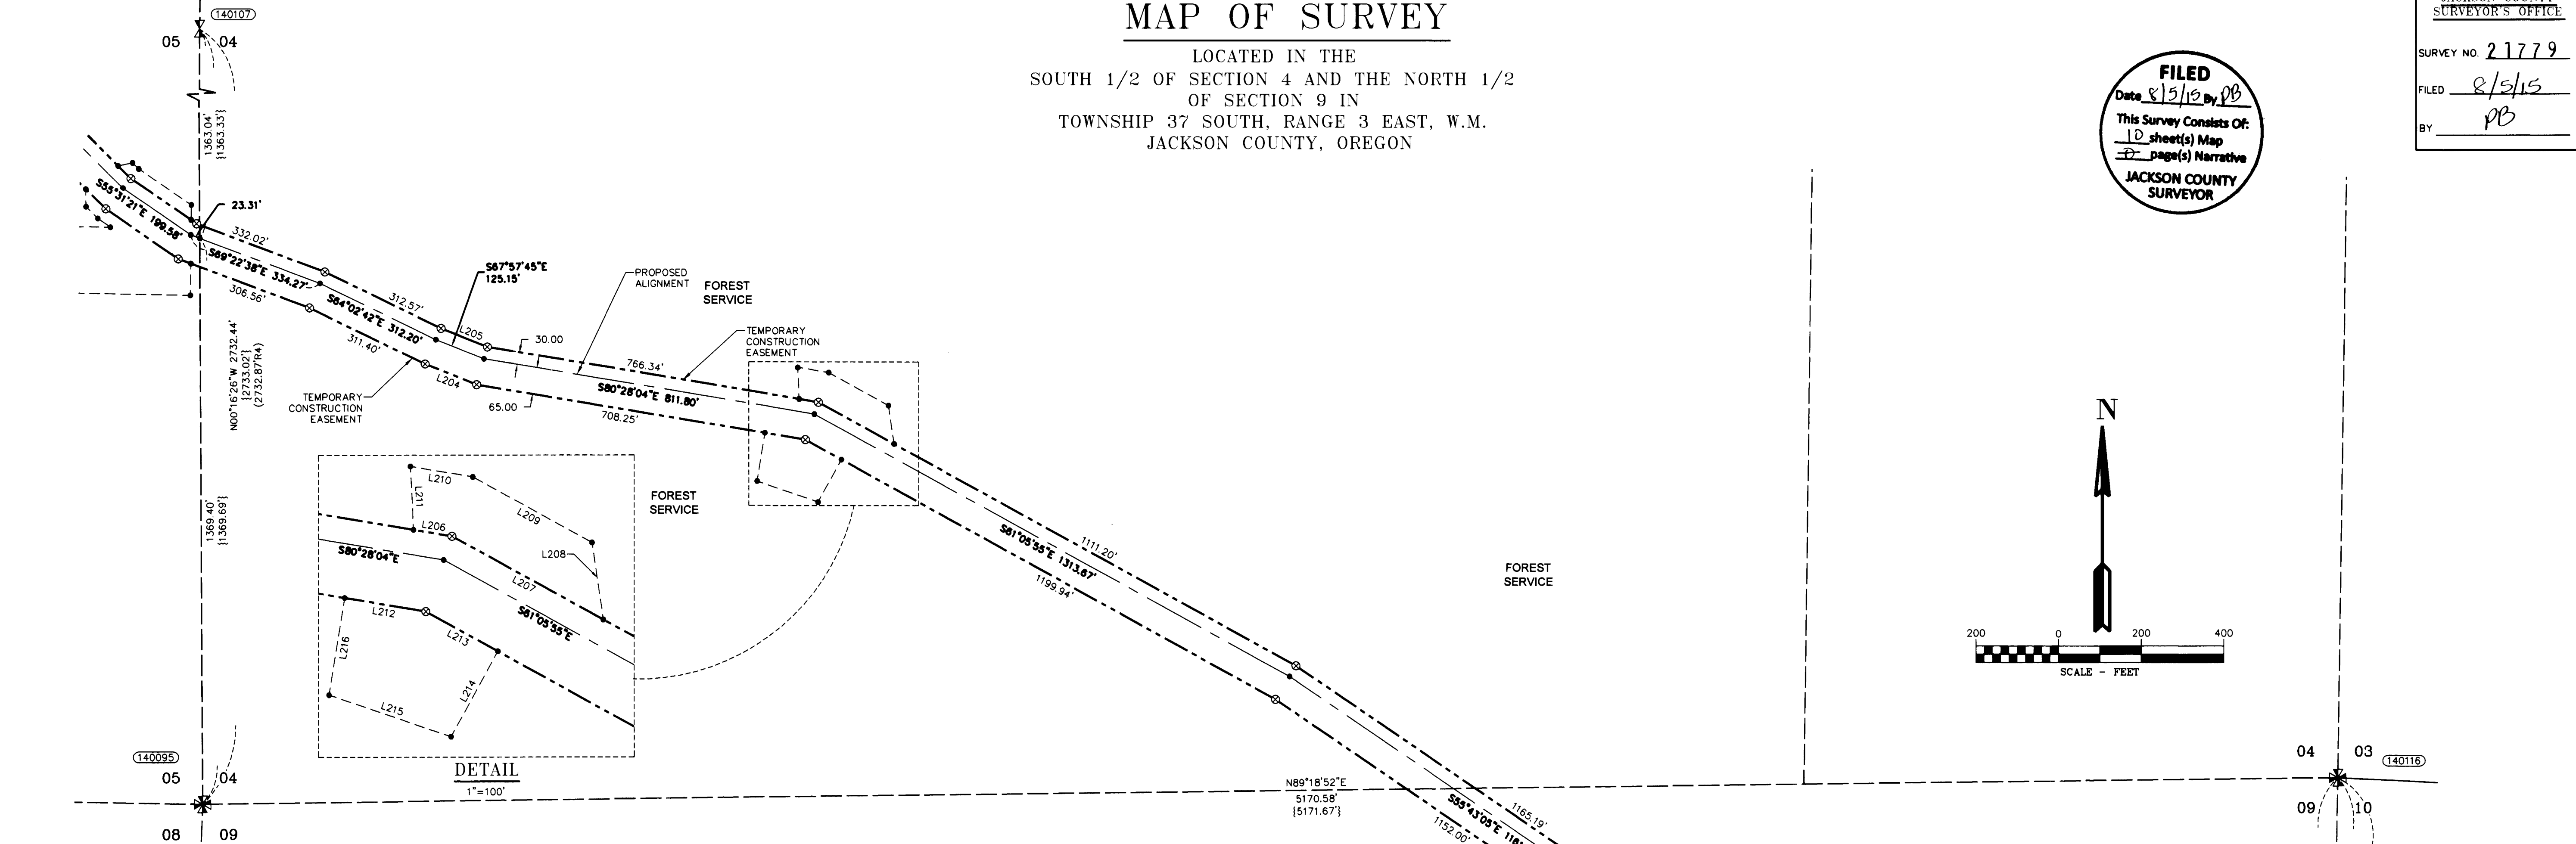 MAP OF SURVEY
LOCATED IN THE
SOUTH 1/2 OF SECTION 4 AND THE NORTH 1/2
OF SECTION 9 IN
TOWNSHIP 37 SOUTH, RANGE 3 EAST, W.M.
JACKSON COUNTY, OREGON
JACKSON COUNTY
SURVEYOR'S OFFICE
SURVEY NO. 21779
FILED 8/5/15
BY PB
FILED
Date 8/5/15 By PB
This Survey Consists Of:
10 sheet(s) Map
0 page(s) Narrative
JACKSON COUNTY
SURVEYOR
140107
05 04
1363.04'
{1363.33'}
S55°31'21"E 199.58'
23.31'
332.02'
S69°22'38"E 334.27'
306.56'
312.57'
S64°02'42"E 312.20'
311.40'
S67°57'45"E
125.15'
L205
L204
30.00
65.00
PROPOSED
ALIGNMENT
FOREST
SERVICE
TEMPORARY
CONSTRUCTION
EASEMENT
766.34'
S80°28'04"E 811.80'
708.25'
TEMPORARY
CONSTRUCTION
EASEMENT
N00°16'26"W 2732.44'
{2733.02'}
(2732.87'R4)
1369.40'
{1369.69'}
L210
L211
L209
L206
L208
S80°28'04"E
L207
L212
S61°05'55"E
L213
L216
L214
L215
DETAIL
1"=100'
FOREST
SERVICE
1111.20'
S61°05'55"E 1313.67'
1199.94'
FOREST
SERVICE
N
200 0 200 400
SCALE - FEET
140095
05 04
08 09
N89°18'52"E
5170.58'
{5171.67'}
1165.19'
S55°43'05"E
1152.00'
04 03
140116
09 10